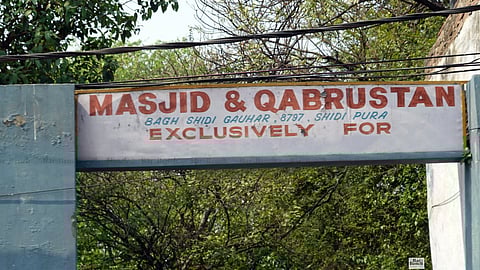 MASJID & QABRUSTAN
BAGH SHIDI GAUHAR, 8797, SHIDI PURA
EXCLUSIVELY FOR